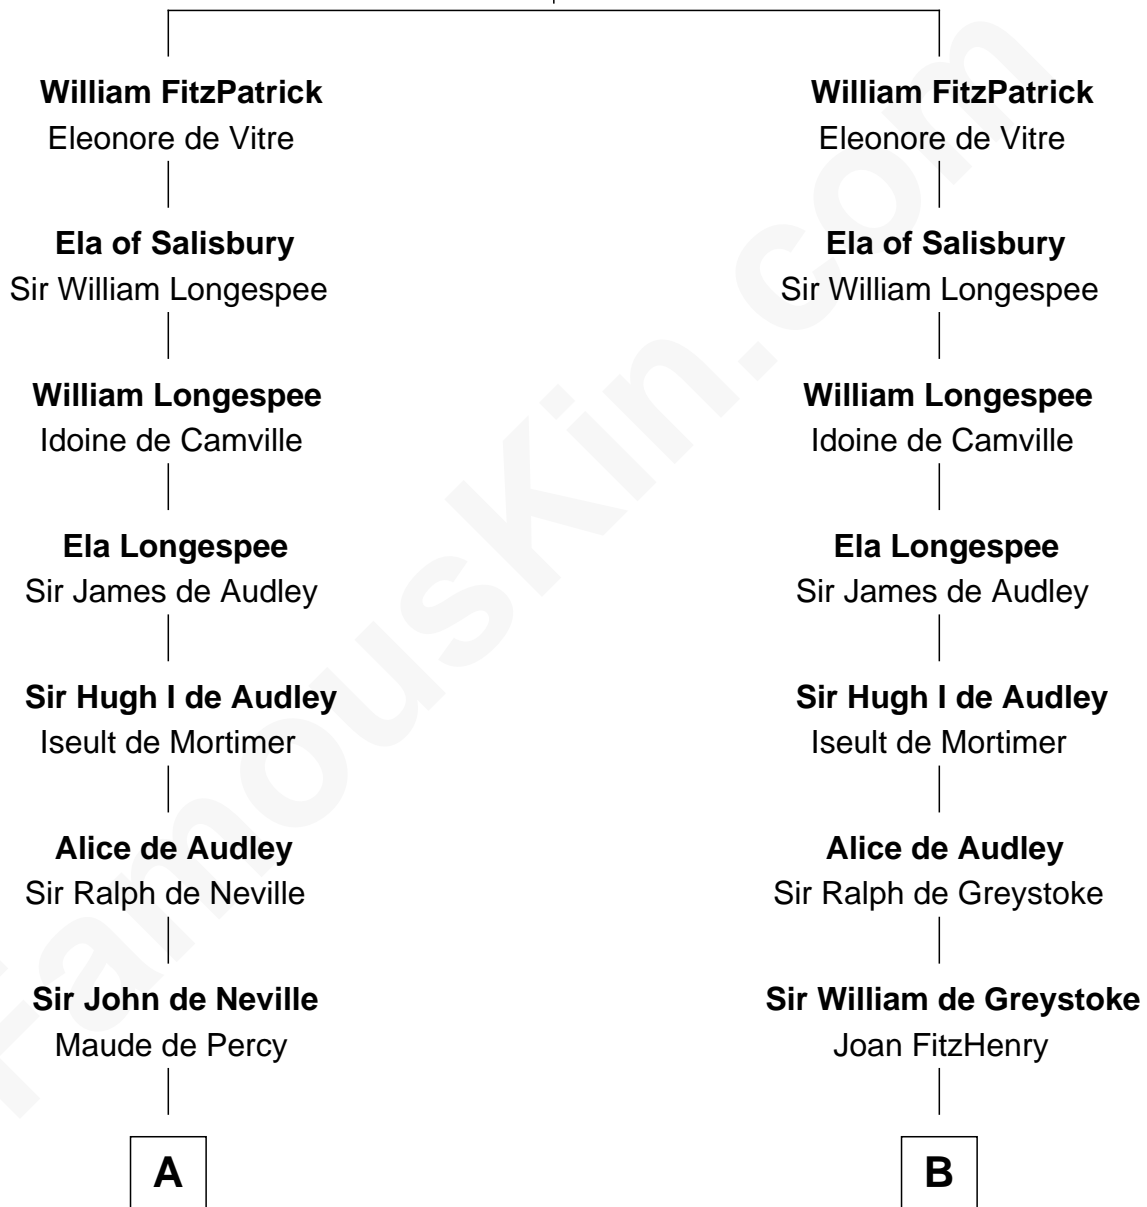 William FitzPatrick
Eleonore de Vitre
Ela of Salisbury
Sir William Longespee
William Longespee
Idoine de Camville
Ela Longespee
Sir James de Audley
Sir Hugh I de Audley
Iseult de Mortimer
Alice de Audley
Sir Ralph de Neville
Sir John de Neville
Maude de Percy
A
William FitzPatrick
Eleonore de Vitre
Ela of Salisbury
Sir William Longespee
William Longespee
Idoine de Camville
Ela Longespee
Sir James de Audley
Sir Hugh I de Audley
Iseult de Mortimer
Alice de Audley
Sir Ralph de Greystoke
Sir William de Greystoke
Joan FitzHenry
B
FamousKin.com